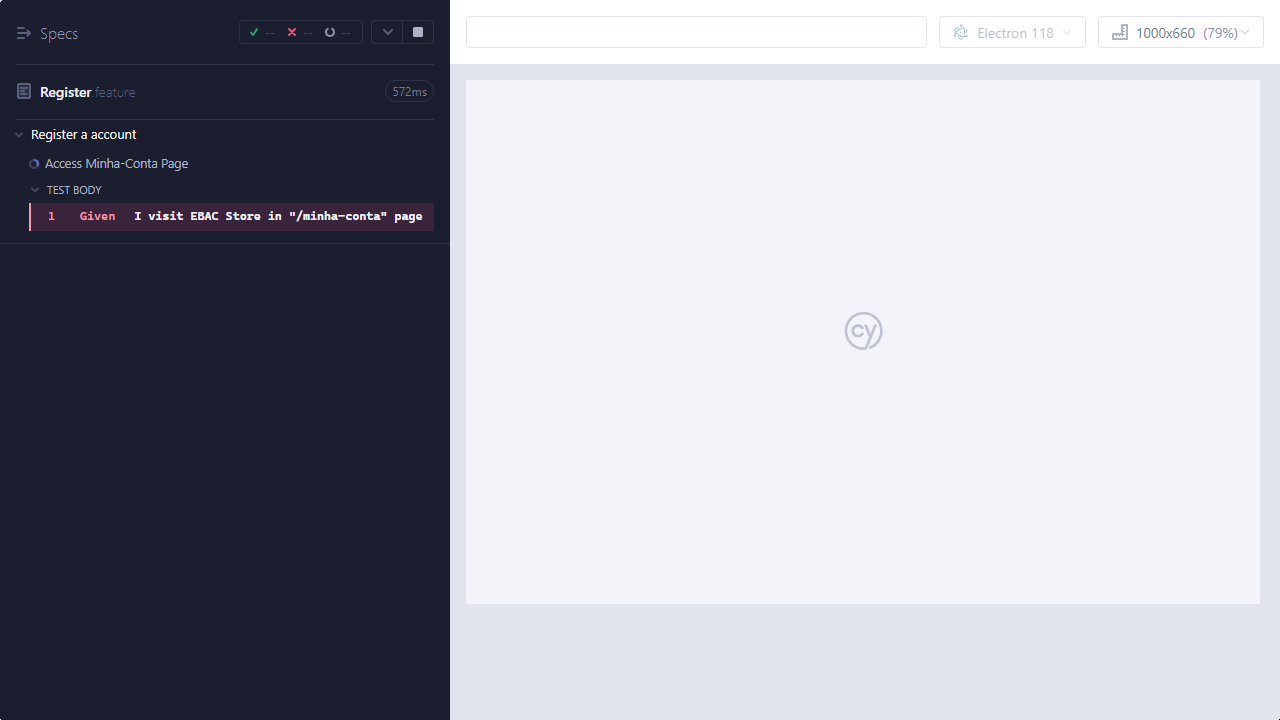 Specs
--
--
--
Electron 118
1000x660 (79%)
Register.feature
572ms
Register a account
Access Minha-Conta Page
TEST BODY
1 Given I visit EBAC Store in "/minha-conta" page
cy